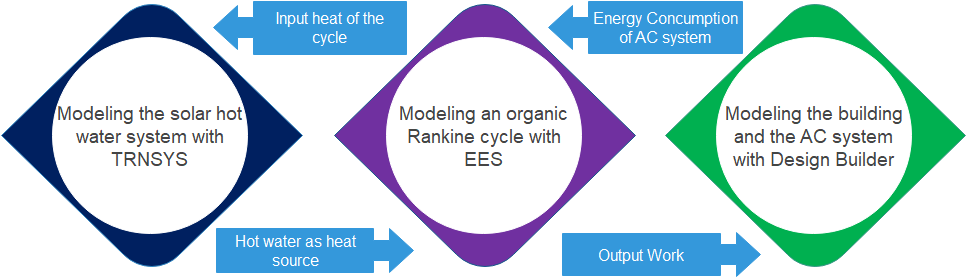 Input heat of the
cycle
Energy Concumption
of AC system
Modeling the solar hot
water system with
TRNSYS
Modeling an organic
Rankine cycle with
EES
Modeling the building
and the AC system
with Design Builder
Hot water as heat
source
Output Work